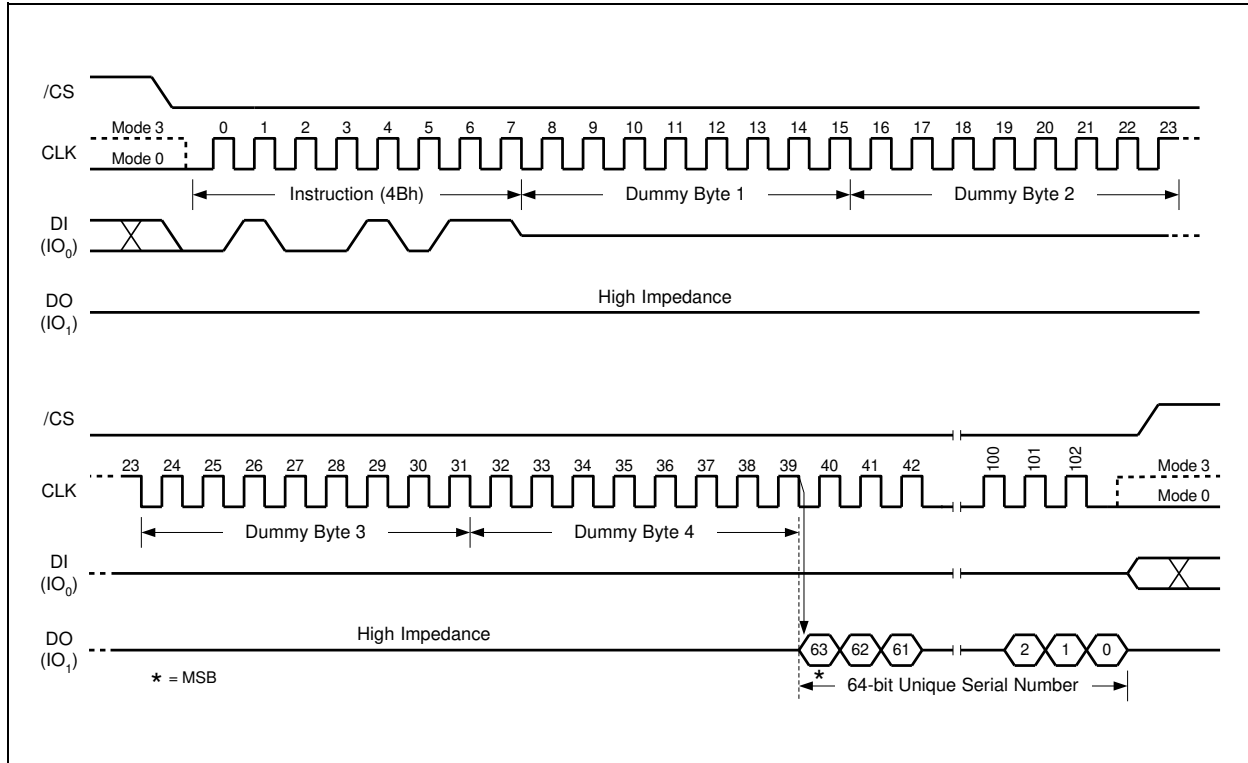 /CS
Mode 3 0 1 2 3 4 5 6 7 8 9 10 11 12 13 14 15 16 17 18 19 20 21 22 23
CLK
Mode 0
Instruction (4Bh) Dummy Byte 1 Dummy Byte 2
DI
(IO0)
High Impedance
DO
(IO1)
/CS
23 24 25 26 27 28 29 30 31 32 33 34 35 36 37 38 39 40 41 42 100 101 102 Mode 3
CLK
Mode 0
Dummy Byte 3 Dummy Byte 4
DI
(IO0)
High Impedance
DO
(IO1)
63 62 61 2 1 0
* = MSB
* 64-bit Unique Serial Number